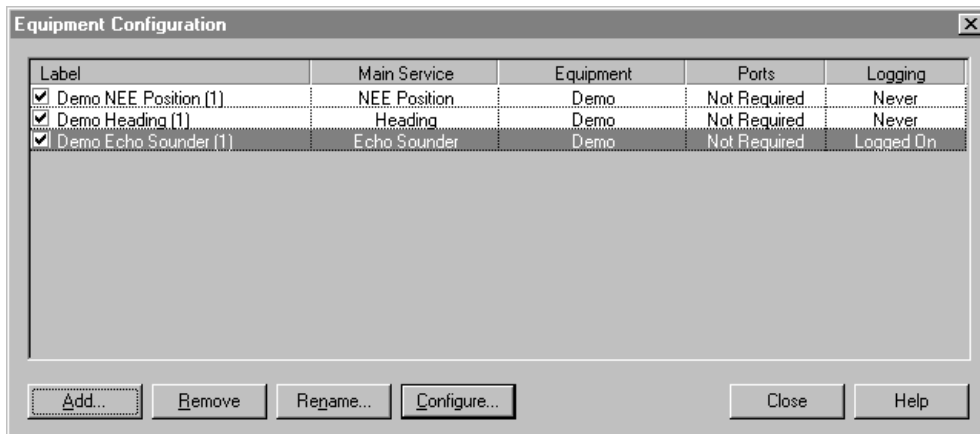 Equipment Configuration
Label Main Service Equipment Ports Logging
Demo NEE Position (1) NEE Position Demo Not Required Never
Demo Heading (1) Heading Demo Not Required Never
Demo Echo Sounder (1) Echo Sounder Demo Not Required Logged On
Add... Remove Rename... Configure... Close Help